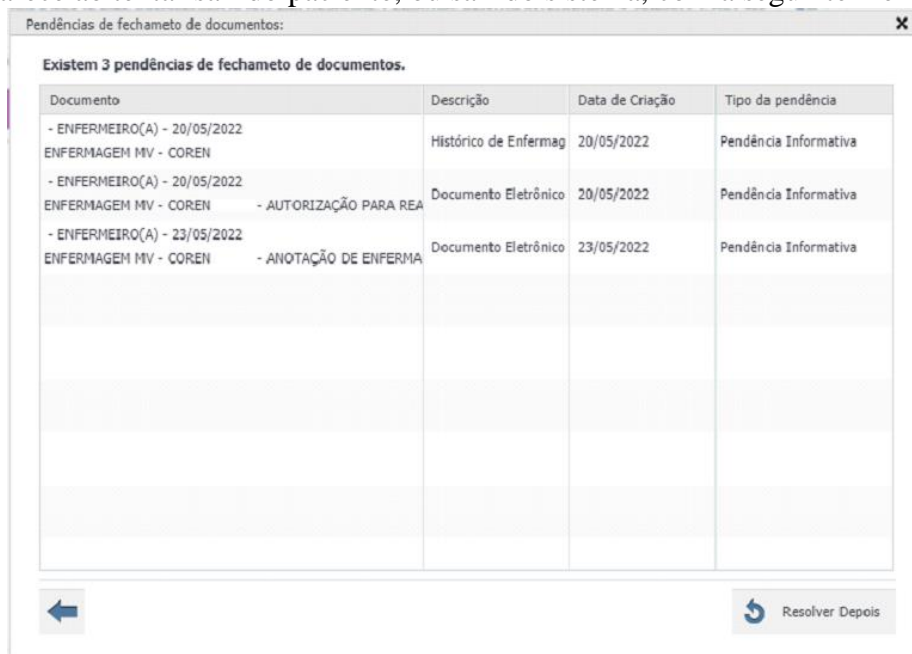 Pendências de fechameto de documentos:
Existem 3 pendências de fechameto de documentos.
Documento Descrição Data de Criação Tipo da pendência
- ENFERMEIRO(A) - 20/05/2022
ENFERMAGEM MV - COREN
Histórico de Enfermag 20/05/2022 Pendência Informativa
- ENFERMEIRO(A) - 20/05/2022
ENFERMAGEM MV - COREN - AUTORIZAÇÃO PARA REA
Documento Eletrônico 20/05/2022 Pendência Informativa
- ENFERMEIRO(A) - 23/05/2022
ENFERMAGEM MV - COREN - ANOTAÇÃO DE ENFERMA
Documento Eletrônico 23/05/2022 Pendência Informativa
Resolver Depois